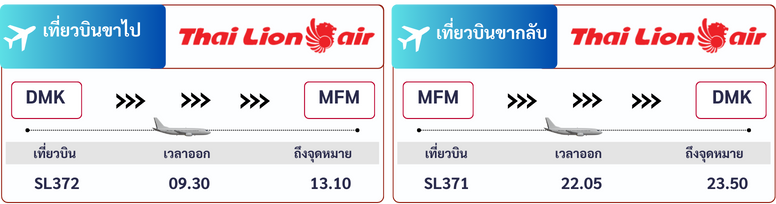 เที่ยวบินขาไป
Thai Lion air
DMK
MFM
เที่ยวบิน เวลาออก ถึงจุดหมาย
SL372 09.30 13.10
เที่ยวบินขากลับ
Thai Lion air
MFM
DMK
เที่ยวบิน เวลาออก ถึงจุดหมาย
SL371 22.05 23.50